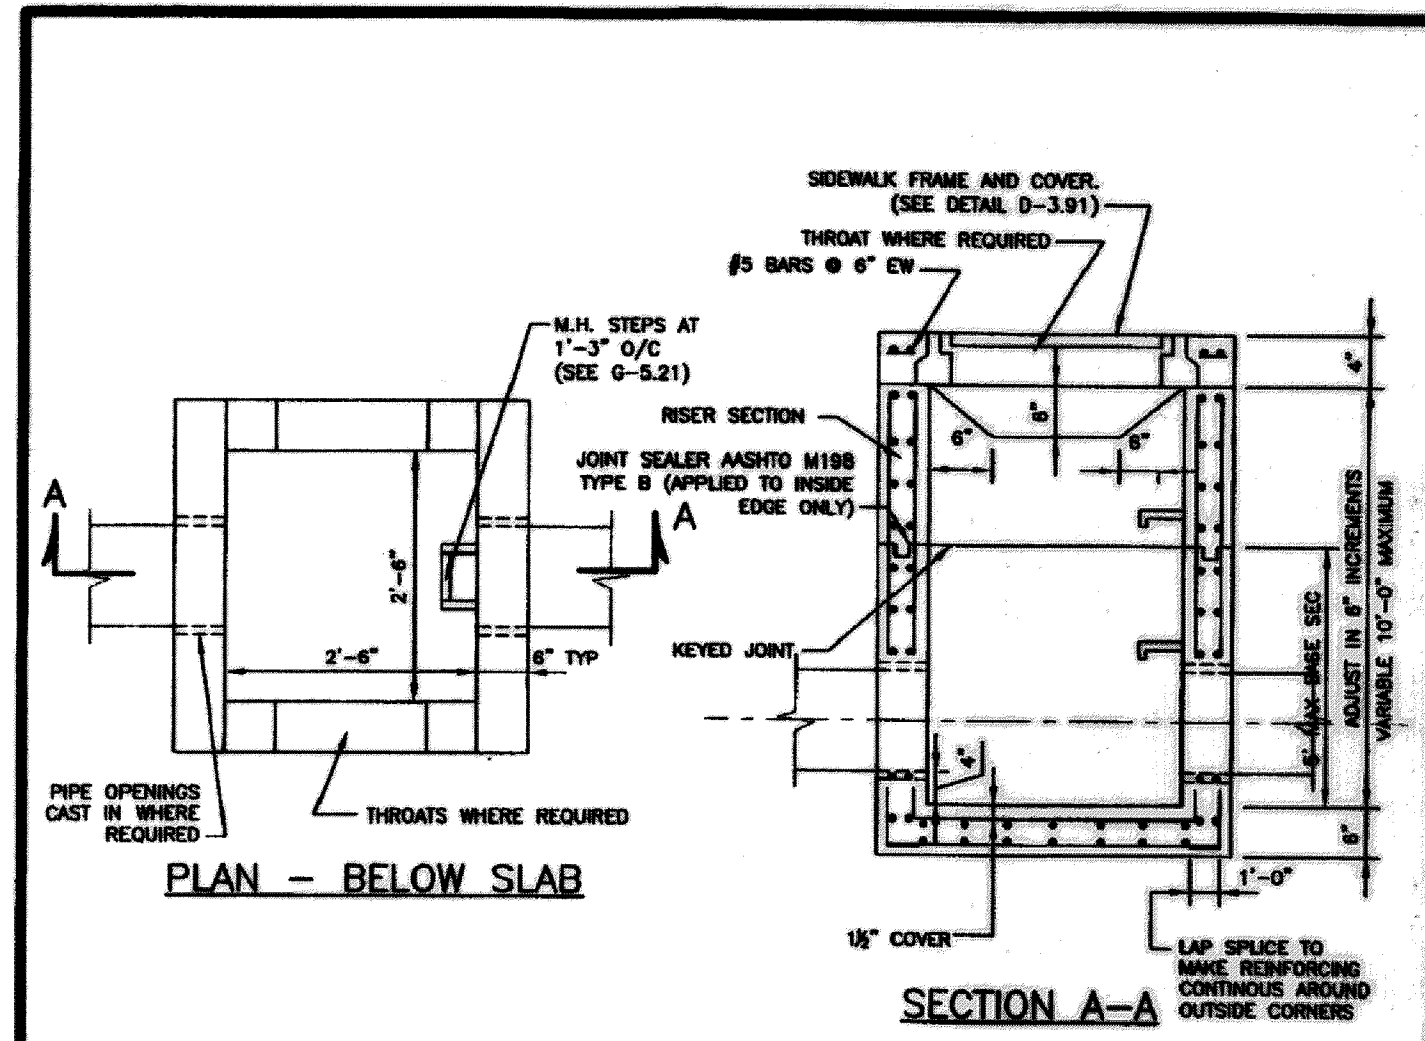 SIDEWALK FRAME AND COVER.
(SEE DETAIL D-3.91)
THROAT WHERE REQUIRED
#5 BARS @ 6" EW
M.H. STEPS AT
1'-3" O/C
(SEE G-5.21)
RISER SECTION
JOINT SEALER AASHTO M198
TYPE B (APPLIED TO INSIDE
EDGE ONLY)
A
A
2'-6"
2'-6"
6" TYP
KEYED JOINT
PIPE OPENINGS
CAST IN WHERE
REQUIRED
THROATS WHERE REQUIRED
PLAN - BELOW SLAB
6"
6"
6"
4"
6' MAX BASE SEC
ADJUST IN 6" INCREMENTS
VARIABLE 10'-0" MAXIMUM
4"
6"
1'-0"
1½" COVER
LAP SPLICE TO
MAKE REINFORCING
CONTINOUS AROUND
OUTSIDE CORNERS
SECTION A-A